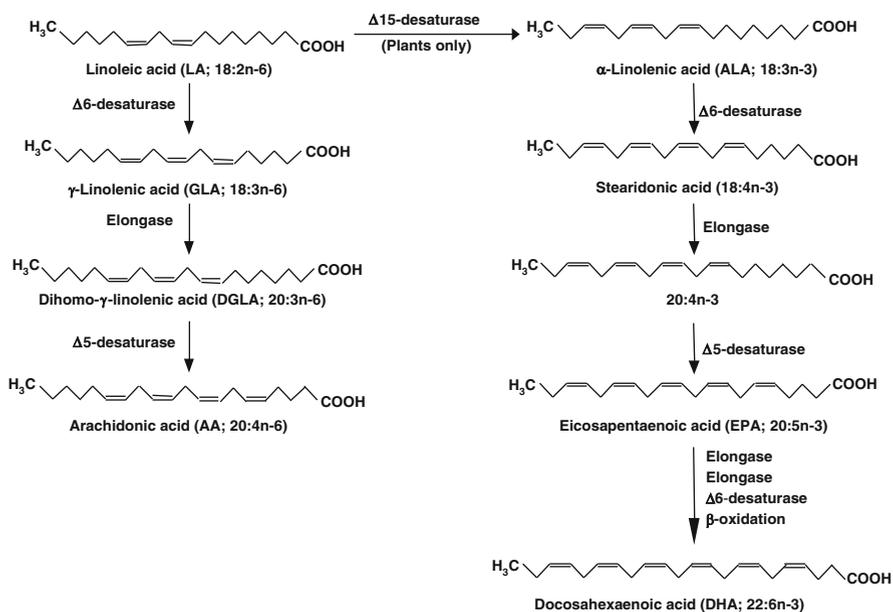 H3C COOH
Linoleic acid (LA; 18:2n-6)
Δ15-desaturase
(Plants only)
H3C COOH
α-Linolenic acid (ALA; 18:3n-3)
Δ6-desaturase
Δ6-desaturase
H3C COOH
γ-Linolenic acid (GLA; 18:3n-6)
H3C COOH
Stearidonic acid (18:4n-3)
Elongase
Elongase
H3C COOH
Dihomo-γ-linolenic acid (DGLA; 20:3n-6)
H3C COOH
20:4n-3
Δ5-desaturase
Δ5-desaturase
H3C COOH
Arachidonic acid (AA; 20:4n-6)
H3C COOH
Eicosapentaenoic acid (EPA; 20:5n-3)
Elongase
Elongase
Δ6-desaturase
β-oxidation
H3C COOH
Docosahexaenoic acid (DHA; 22:6n-3)